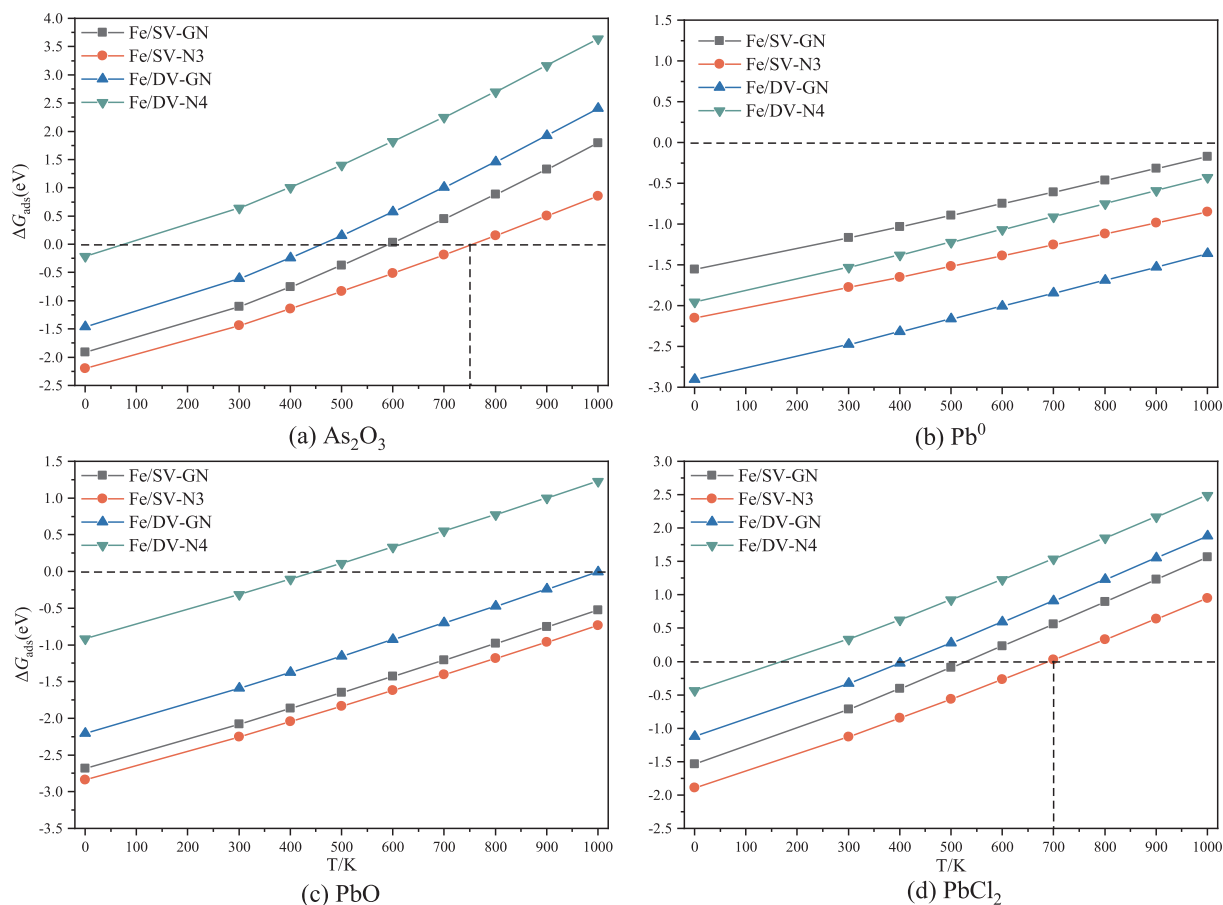 4.0
3.5
3.0
2.5
2.0
1.5
1.0
0.5
0.0
-0.5
-1.0
-1.5
-2.0
-2.5
ΔG_ads(eV)
Fe/SV-GN
Fe/SV-N3
Fe/DV-GN
Fe/DV-N4
0 100 200 300 400 500 600 700 800 900 1000
(a) As₂O₃
1.5
1.0
0.5
0.0
-0.5
-1.0
-1.5
-2.0
-2.5
-3.0
Fe/SV-GN
Fe/SV-N3
Fe/DV-GN
Fe/DV-N4
0 100 200 300 400 500 600 700 800 900 1000
(b) Pb⁰
1.5
1.0
0.5
0.0
-0.5
-1.0
-1.5
-2.0
-2.5
-3.0
-3.5
ΔG_ads(eV)
Fe/SV-GN
Fe/SV-N3
Fe/DV-GN
Fe/DV-N4
0 100 200 300 400 500 600 700 800 900 1000
T/K
(c) PbO
3.0
2.5
2.0
1.5
1.0
0.5
0.0
-0.5
-1.0
-1.5
-2.0
-2.5
Fe/SV-GN
Fe/SV-N3
Fe/DV-GN
Fe/DV-N4
0 100 200 300 400 500 600 700 800 900 1000
T/K
(d) PbCl₂